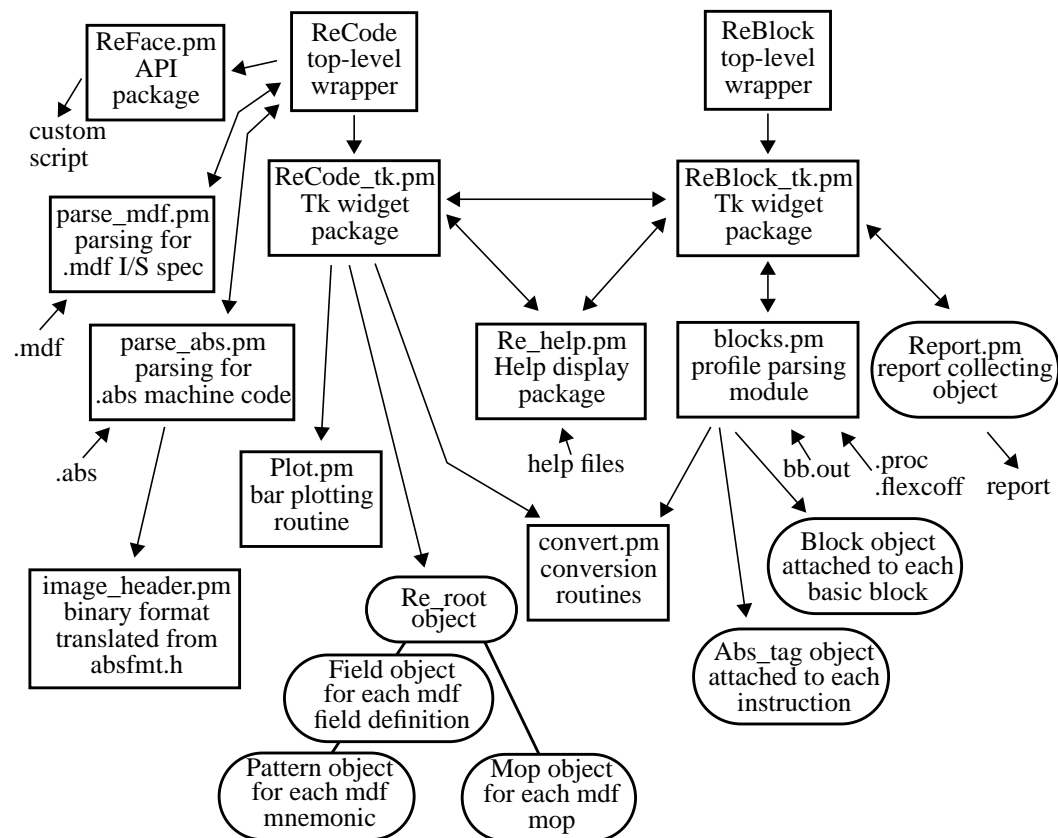 ReFace.pm
API
package
ReCode
top-level
wrapper
ReBlock
top-level
wrapper
custom
script
ReCode_tk.pm
Tk widget
package
ReBlock_tk.pm
Tk widget
package
parse_mdf.pm
parsing for
.mdf I/S spec
.mdf
parse_abs.pm
parsing for
.abs machine code
Re_help.pm
Help display
package
blocks.pm
profile parsing
module
Report.pm
report collecting
object
.abs
Plot.pm
bar plotting
routine
help files
bb.out
.proc
.flexcoff
report
image_header.pm
binary format
translated from
absfmt.h
convert.pm
conversion
routines
Block object
attached to each
basic block
Re_root
object
Abs_tag object
attached to each
instruction
Field object
for each mdf
field definition
Pattern object
for each mdf
mnemonic
Mop object
for each mdf
mop